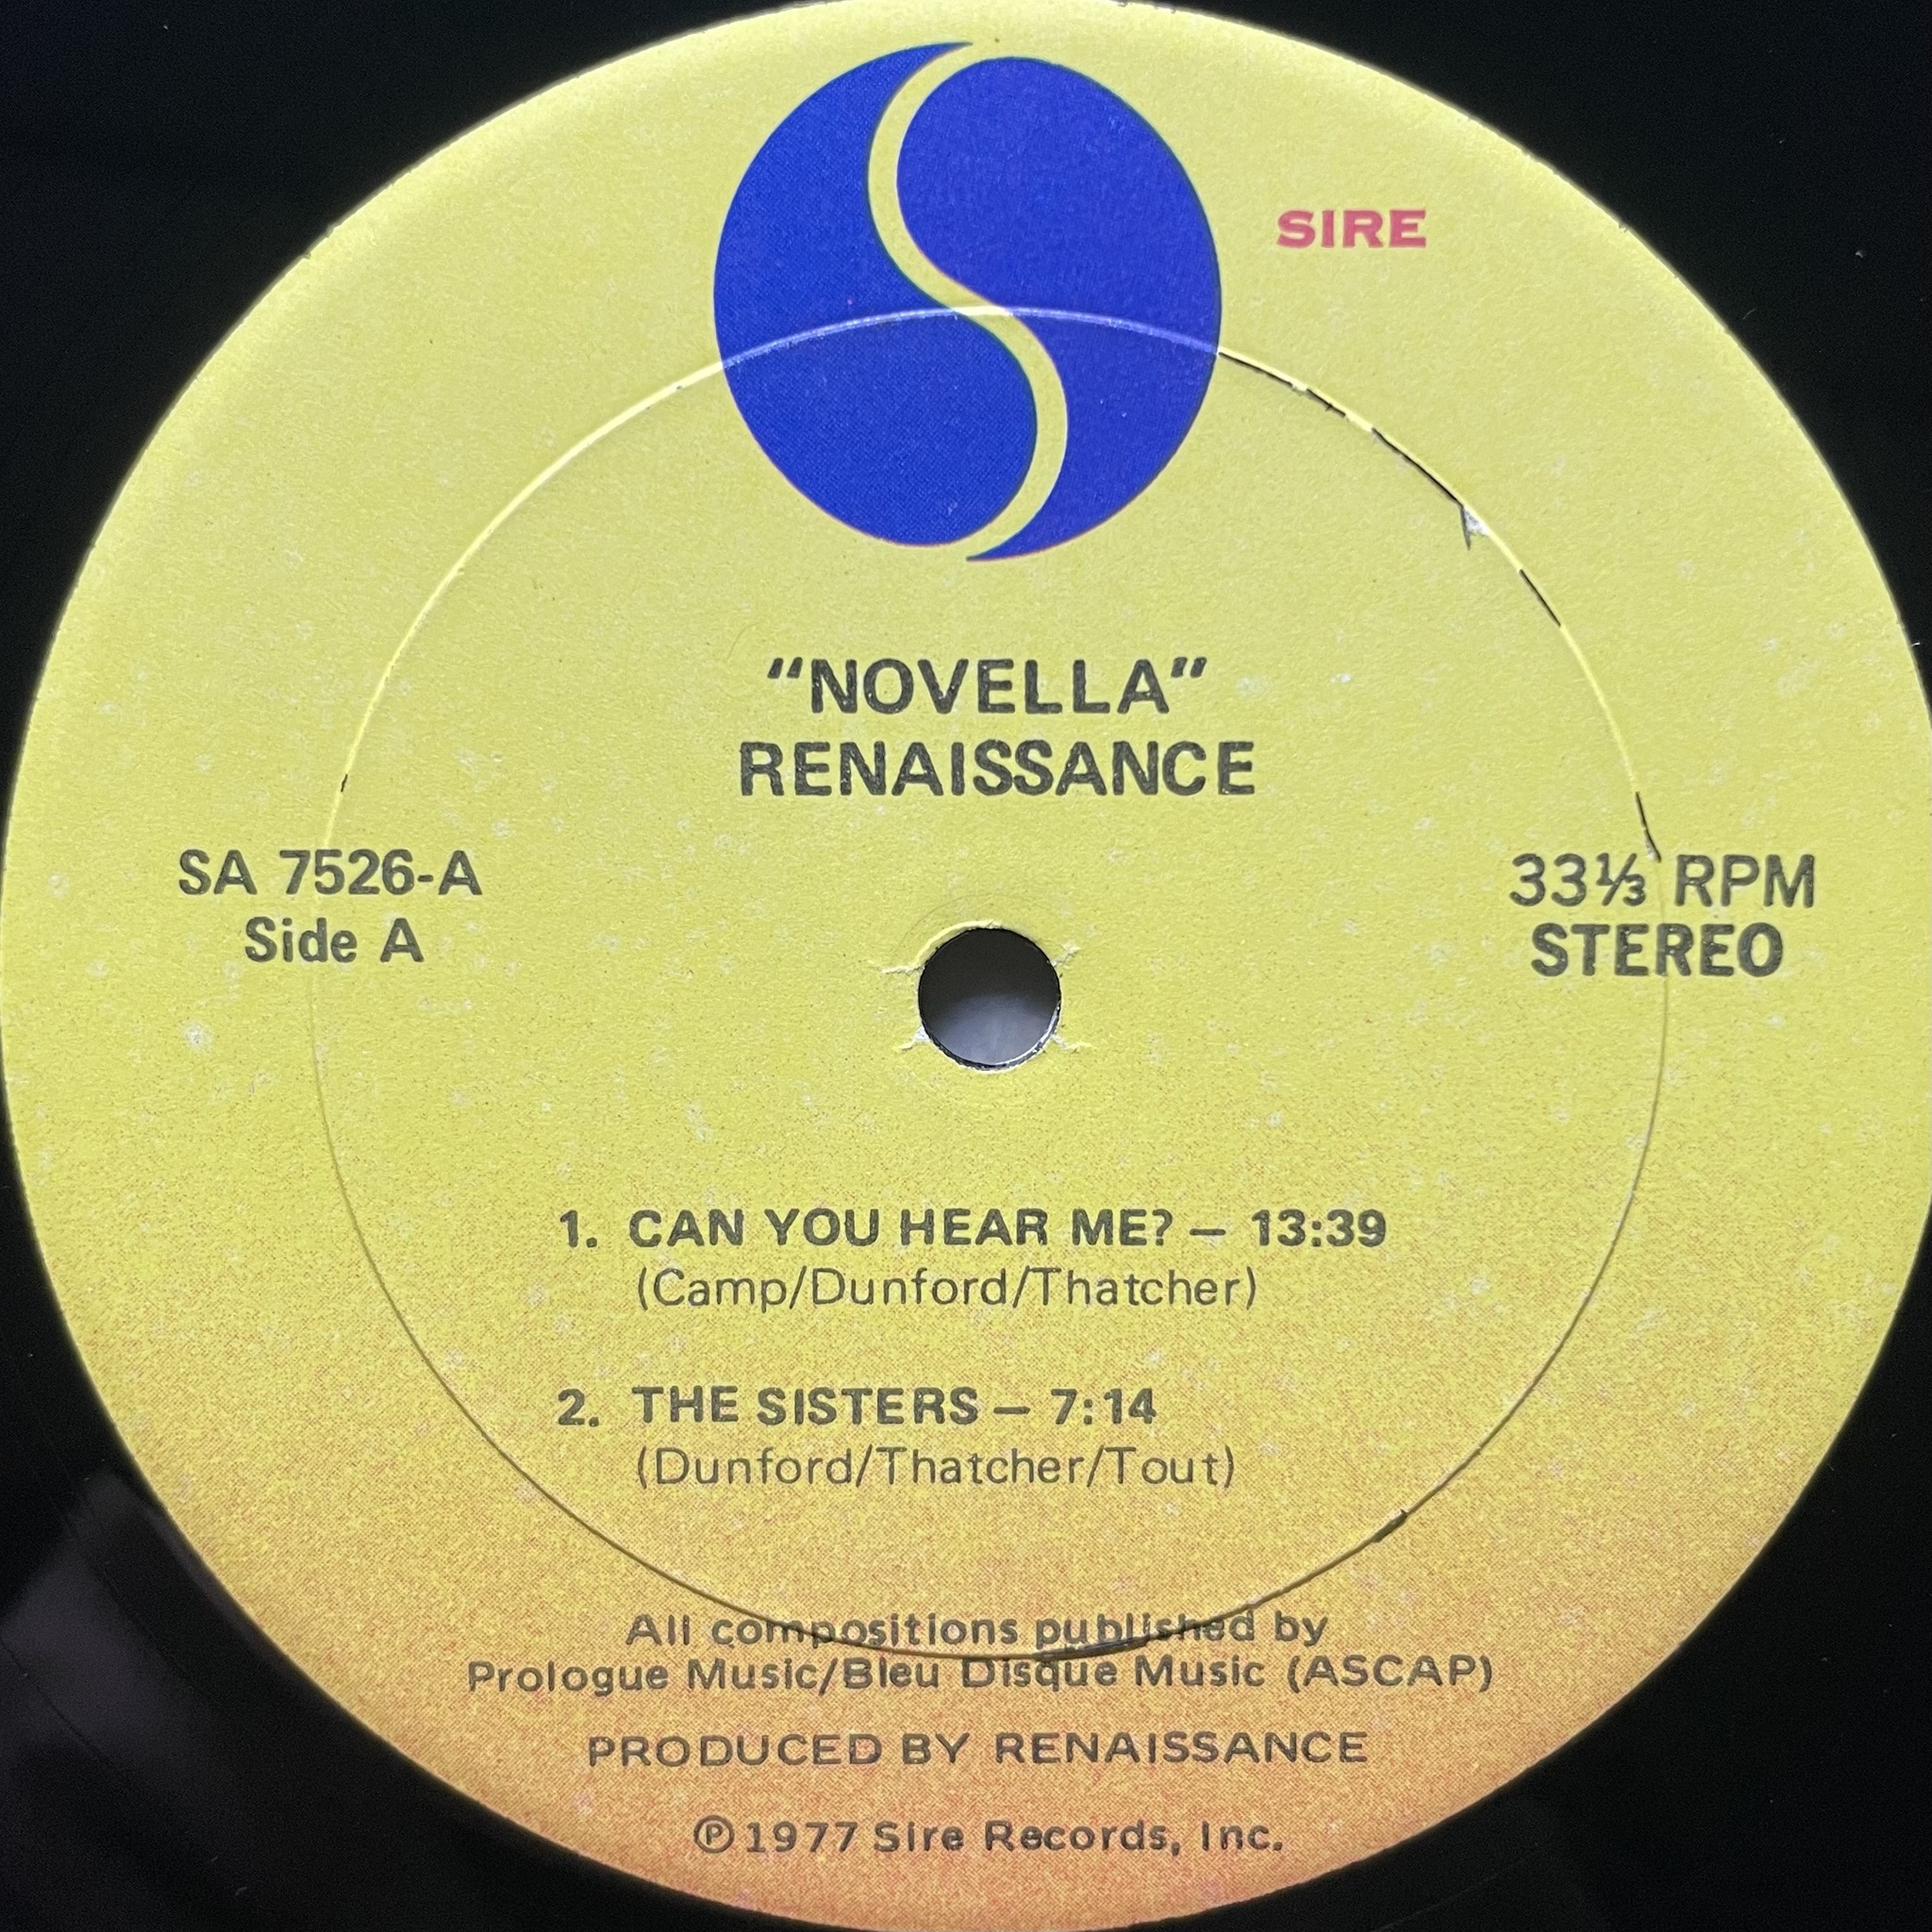 SIRE
“NOVELLA”
RENAISSANCE
SA 7526-A
Side A
33⅓ RPM
STEREO
1. CAN YOU HEAR ME? — 13:39
(Camp/Dunford/Thatcher)
2. THE SISTERS — 7:14
(Dunford/Thatcher/Tout)
All compositions published by
Prologue Music/Bleu Disque Music (ASCAP)
PRODUCED BY RENAISSANCE
℗1977 Sire Records, Inc.